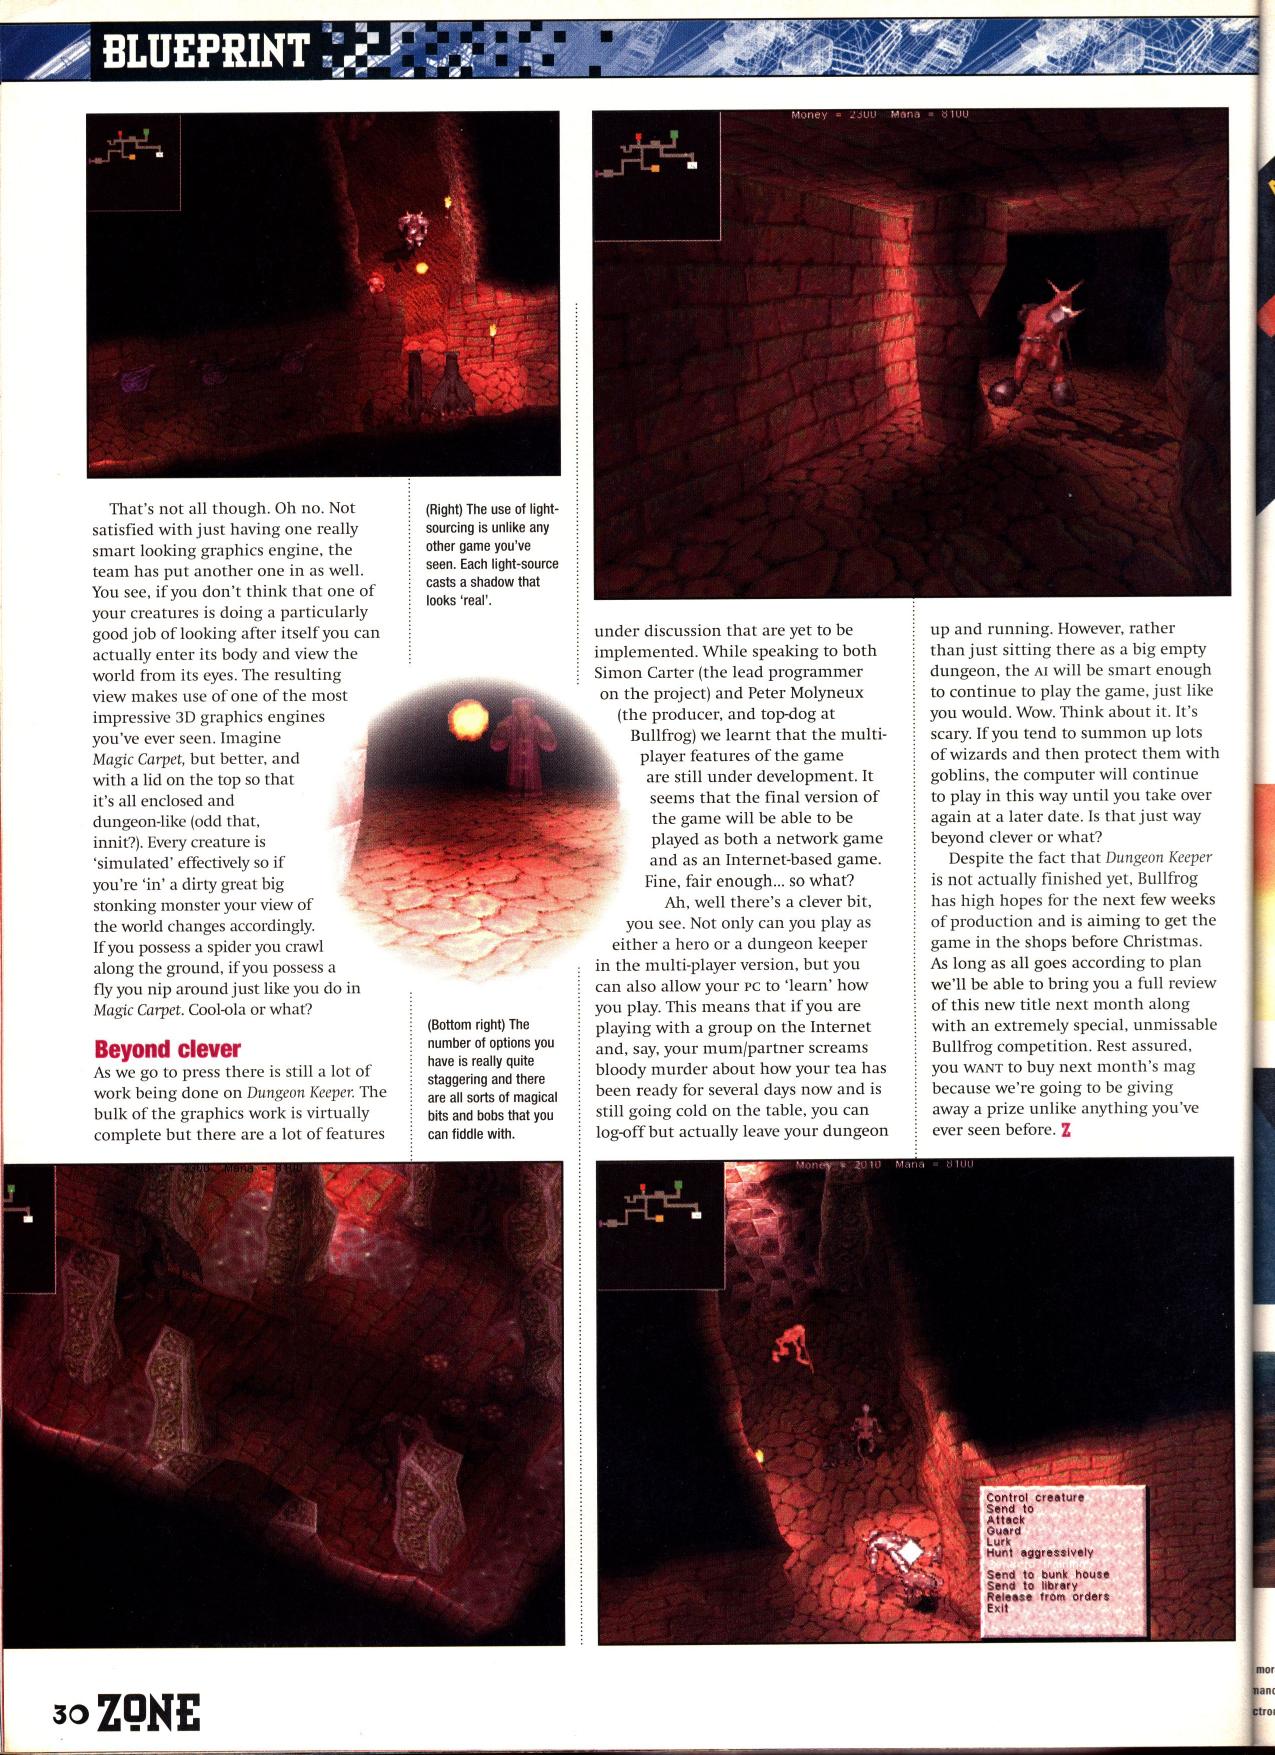 BLUEPRINT
Money = 2300 Mana = 8100
That's not all though. Oh no. Not
satisfied with just having one really
smart looking graphics engine, the
team has put another one in as well.
You see, if you don't think that one of
your creatures is doing a particularly
good job of looking after itself you can
actually enter its body and view the
world from its eyes. The resulting
view makes use of one of the most
impressive 3D graphics engines
you've ever seen. Imagine
Magic Carpet, but better, and
with a lid on the top so that
it's all enclosed and
dungeon-like (odd that,
innit?). Every creature is
'simulated' effectively so if
you're 'in' a dirty great big
stonking monster your view of
the world changes accordingly.
If you possess a spider you crawl
along the ground, if you possess a
fly you nip around just like you do in
Magic Carpet. Cool-ola or what?
Beyond clever
As we go to press there is still a lot of
work being done on Dungeon Keeper. The
bulk of the graphics work is virtually
complete but there are a lot of features
(Right) The use of light-
sourcing is unlike any
other game you've
seen. Each light-source
casts a shadow that
looks 'real'.
(Bottom right) The
number of options you
have is really quite
staggering and there
are all sorts of magical
bits and bobs that you
can fiddle with.
under discussion that are yet to be
implemented. While speaking to both
Simon Carter (the lead programmer
on the project) and Peter Molyneux
(the producer, and top-dog at
Bullfrog) we learnt that the multi-
player features of the game
are still under development. It
seems that the final version of
the game will be able to be
played as both a network game
and as an Internet-based game.
Fine, fair enough... so what?
Ah, well there's a clever bit,
you see. Not only can you play as
either a hero or a dungeon keeper
in the multi-player version, but you
can also allow your PC to 'learn' how
you play. This means that if you are
playing with a group on the Internet
and, say, your mum/partner screams
bloody murder about how your tea has
been ready for several days now and is
still going cold on the table, you can
log-off but actually leave your dungeon
up and running. However, rather
than just sitting there as a big empty
dungeon, the AI will be smart enough
to continue to play the game, just like
you would. Wow. Think about it. It's
scary. If you tend to summon up lots
of wizards and then protect them with
goblins, the computer will continue
to play in this way until you take over
again at a later date. Is that just way
beyond clever or what?
Despite the fact that Dungeon Keeper
is not actually finished yet, Bullfrog
has high hopes for the next few weeks
of production and is aiming to get the
game in the shops before Christmas.
As long as all goes according to plan
we'll be able to bring you a full review
of this new title next month along
with an extremely special, unmissable
Bullfrog competition. Rest assured,
you WANT to buy next month's mag
because we're going to be giving
away a prize unlike anything you've
ever seen before. Z
Mana = 8100
Money = 2010 Mana = 8100
Control creature
Send to
Attack
Guard
Lurk
Hunt aggressively
Send to bunk house
Send to library
Release from orders
Exit
30 ZONE